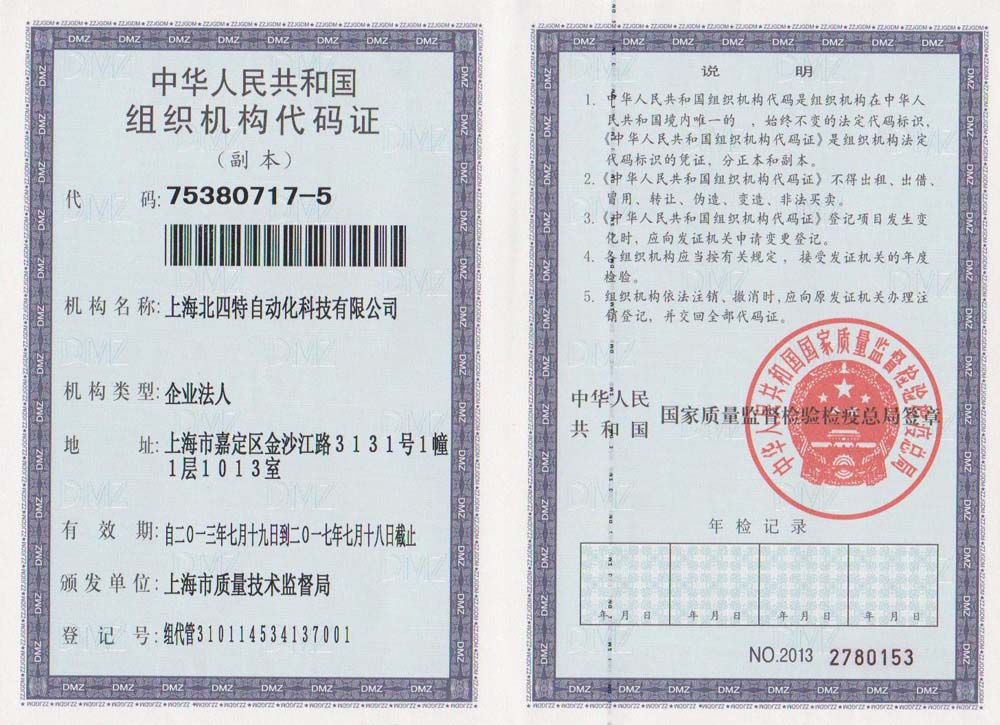 中华人民共和国
组织机构代码证
（副本）
代 码: 75380717-5
机构名称: 上海北四特自动化科技有限公司
机构类型: 企业法人
地 址: 上海市嘉定区金沙江路3131号1幢
1层1013室
有 效 期: 自二0一三年七月十九日到二0一七年七月十八日截止
颁发单位: 上海市质量技术监督局
登 记 号: 组代管310114534137001
说 明
1. 中华人民共和国组织机构代码是组织机构在中华人
民共和国境内唯一的、始终不变的法定代码标识，
《中华人民共和国组织机构代码证》是组织机构法定
代码标识的凭证，分正本和副本。
2.《中华人民共和国组织机构代码证》不得出租、出借、
冒用、转让、伪造、变造、非法买卖。
3.《中华人民共和国组织机构代码证》登记项目发生变
化时，应向发证机关申请变更登记。
4. 各组织机构应当按有关规定，接受发证机关的年度
检验。
5. 组织机构依法注销、撤消时，应向原发证机关办理注
销登记，并交回全部代码证。
中华人民
共和国
国家质量监督检验检疫总局签章
中华人民共和国国家质量监督检验检疫总局
年检记录
年 月 日 年 月 日 年 月 日 年 月 日
NO.2013 2780153